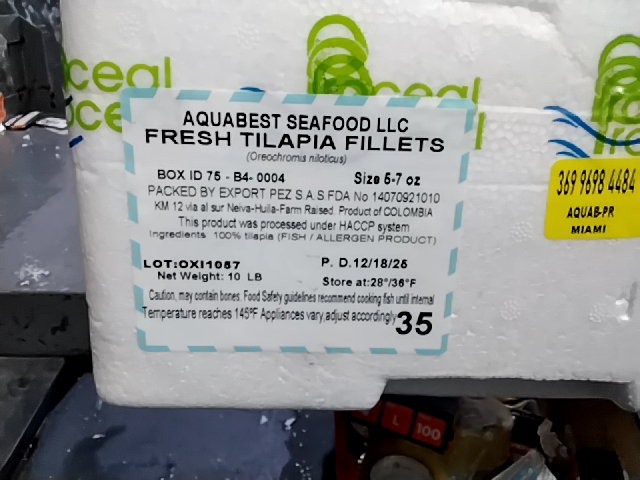 AQUABEST SEAFOOD LLC
FRESH TILAPIA FILLETS
(Oreochromis niloticus)
BOX ID 75 - B4- 0004 Size 5-7 oz
PACKED BY EXPORT PEZ S.A.S FDA No 14070921010
KM 12 via al sur Neiva-Huila-Farm Raised. Product of COLOMBIA
This product was processed under HACCP system
Ingredients 100% tilapia (FISH / ALLERGEN PRODUCT)
LOT:OXI1087 P. D.12/18/25
Net Weight: 10 LB Store at:28°/36°F
Caution, may contain bones. Food Safety guidelines recommend cooking fish until internal
Temperature reaches 145°F Appliances vary,adjust accordingly
35
369 9698 4484
AQUAB-PR
MIAMI
L
100